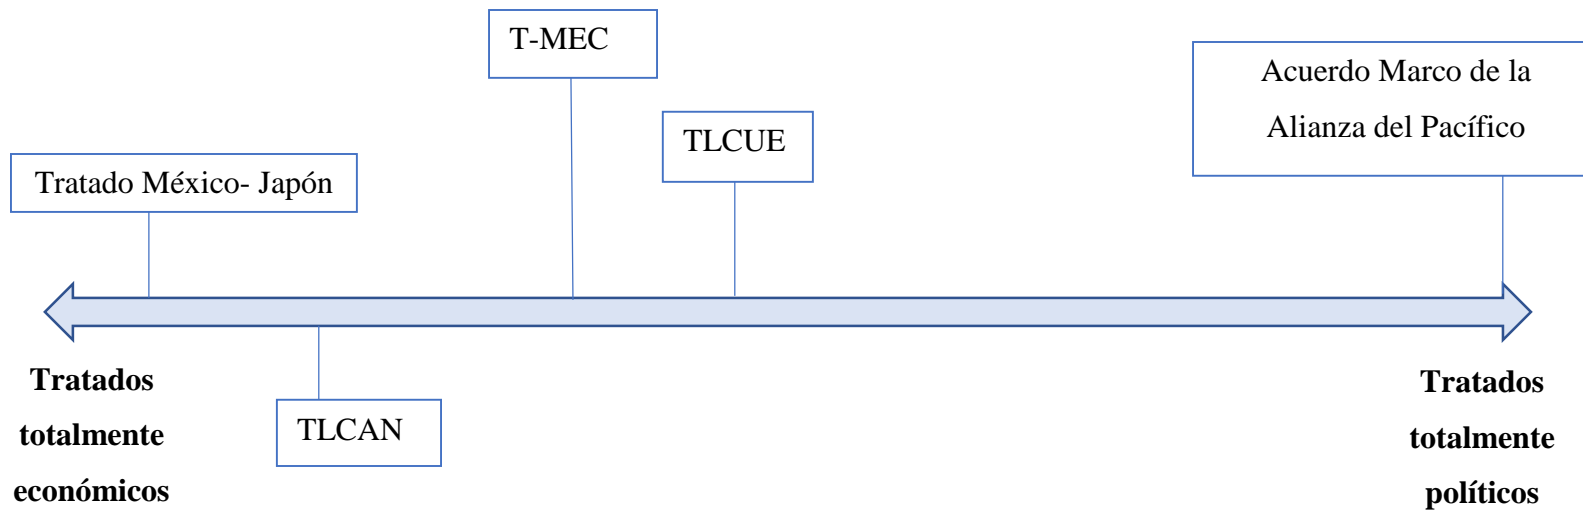 T-MEC
Acuerdo Marco de la
Alianza del Pacífico
TLCUE
Tratado México- Japón
Tratados
totalmente
económicos
TLCAN
Tratados
totalmente
políticos